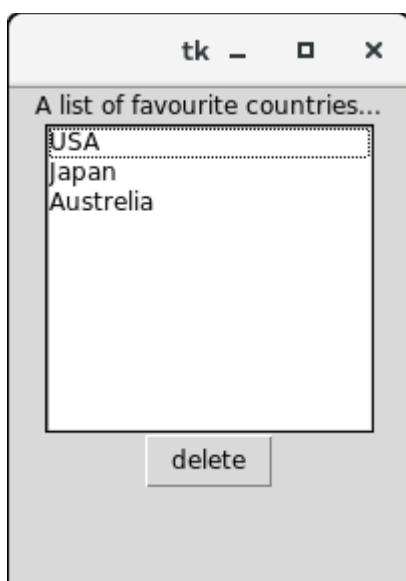 tk
A list of favourite countries...
USA
Japan
Austrelia
delete